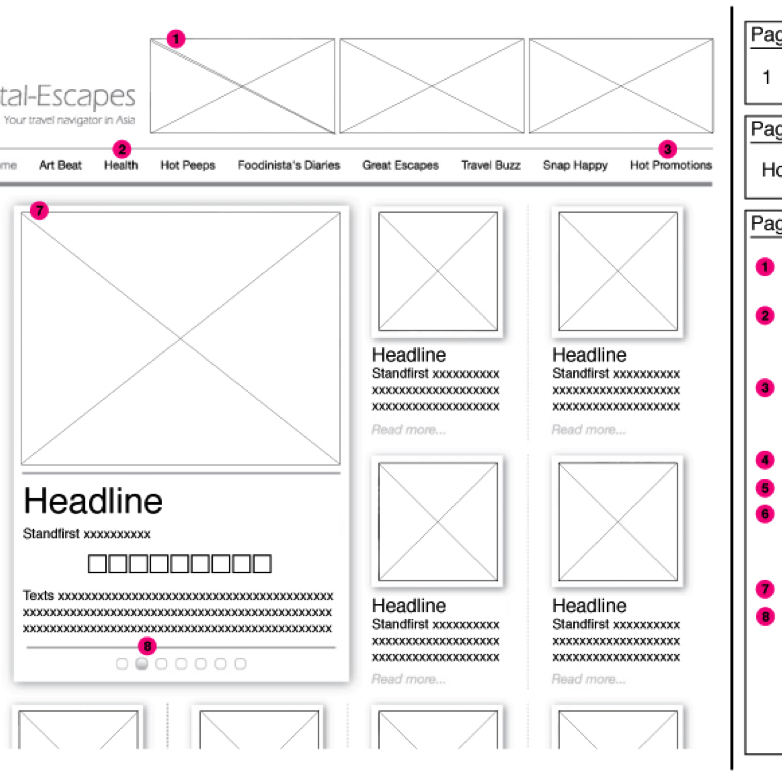 1
tal-Escapes
Your travel navigator in Asia
2
3
me Art Beat Health Hot Peeps Foodinista's Diaries Great Escapes Travel Buzz Snap Happy Hot Promotions
7
Headline
Standfirst xxxxxxxxxx
Texts xxxxxxxxxxxxxxxxxxxxxxxxxxxxxxxxxxxxxxxxx
xxxxxxxxxxxxxxxxxxxxxxxxxxxxxxxxxxxxxxxxxxxxxx
xxxxxxxxxxxxxxxxxxxxxxxxxxxxxxxxxxxxxxxxxxxxxx
8
Headline
Standfirst xxxxxxxxxx
xxxxxxxxxxxxxxxxxxx
xxxxxxxxxxxxxxxxxxx
Read more...
Headline
Standfirst xxxxxxxxxx
xxxxxxxxxxxxxxxxxxx
xxxxxxxxxxxxxxxxxxx
Read more...
Headline
Standfirst xxxxxxxxxx
xxxxxxxxxxxxxxxxxxx
xxxxxxxxxxxxxxxxxxx
Read more...
Headline
Standfirst xxxxxxxxxx
xxxxxxxxxxxxxxxxxxx
xxxxxxxxxxxxxxxxxxx
Read more...
Pag
1
Pag
Ho
Pag
1
2
3
4
5
6
7
8